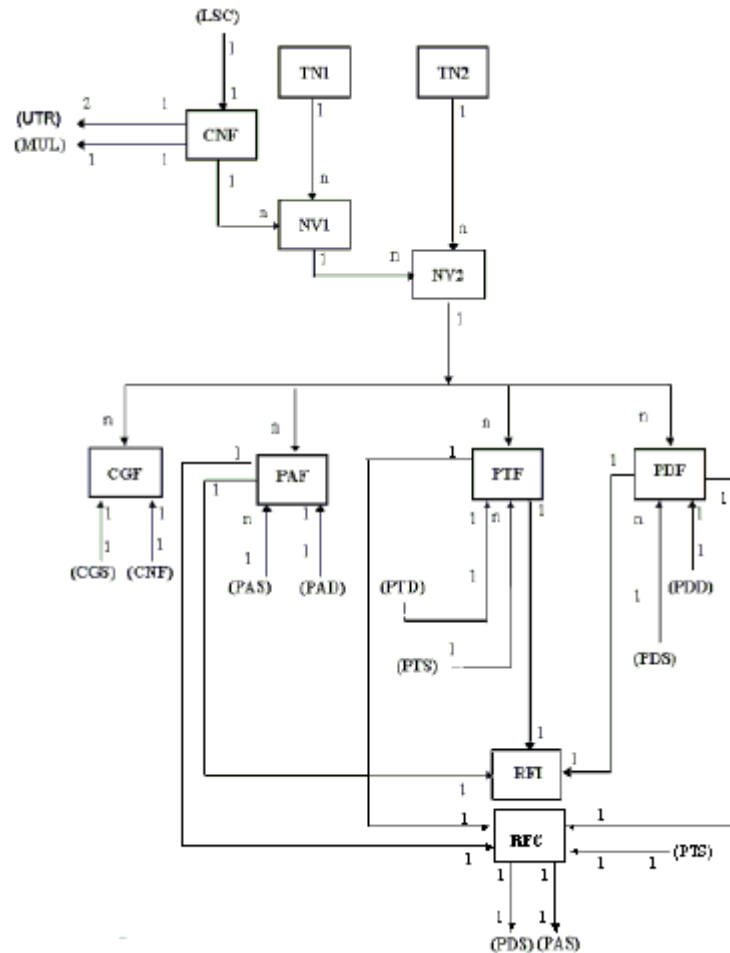 (LSC)
1
TN1
TN2
2
1
1
1
1
(UTR)
CNF
(MUL)
1
1
1
n
n
n
NV1
1
n
NV2
1
n
n
n
n
1
1
1
CGF
PAF
PTF
PDF
1
1
1
1
n
1
1
n
1
n
1
1
1
1
1
1
1
(CGS)
(CNF)
(PAS)
(PAD)
(PTD)
(PDD)
1
1
(PTS)
(PDS)
1
1
RFI
1
1
1
RFC
1
1
1
(PTS)
1
1
1
1
(PDS)
(PAS)